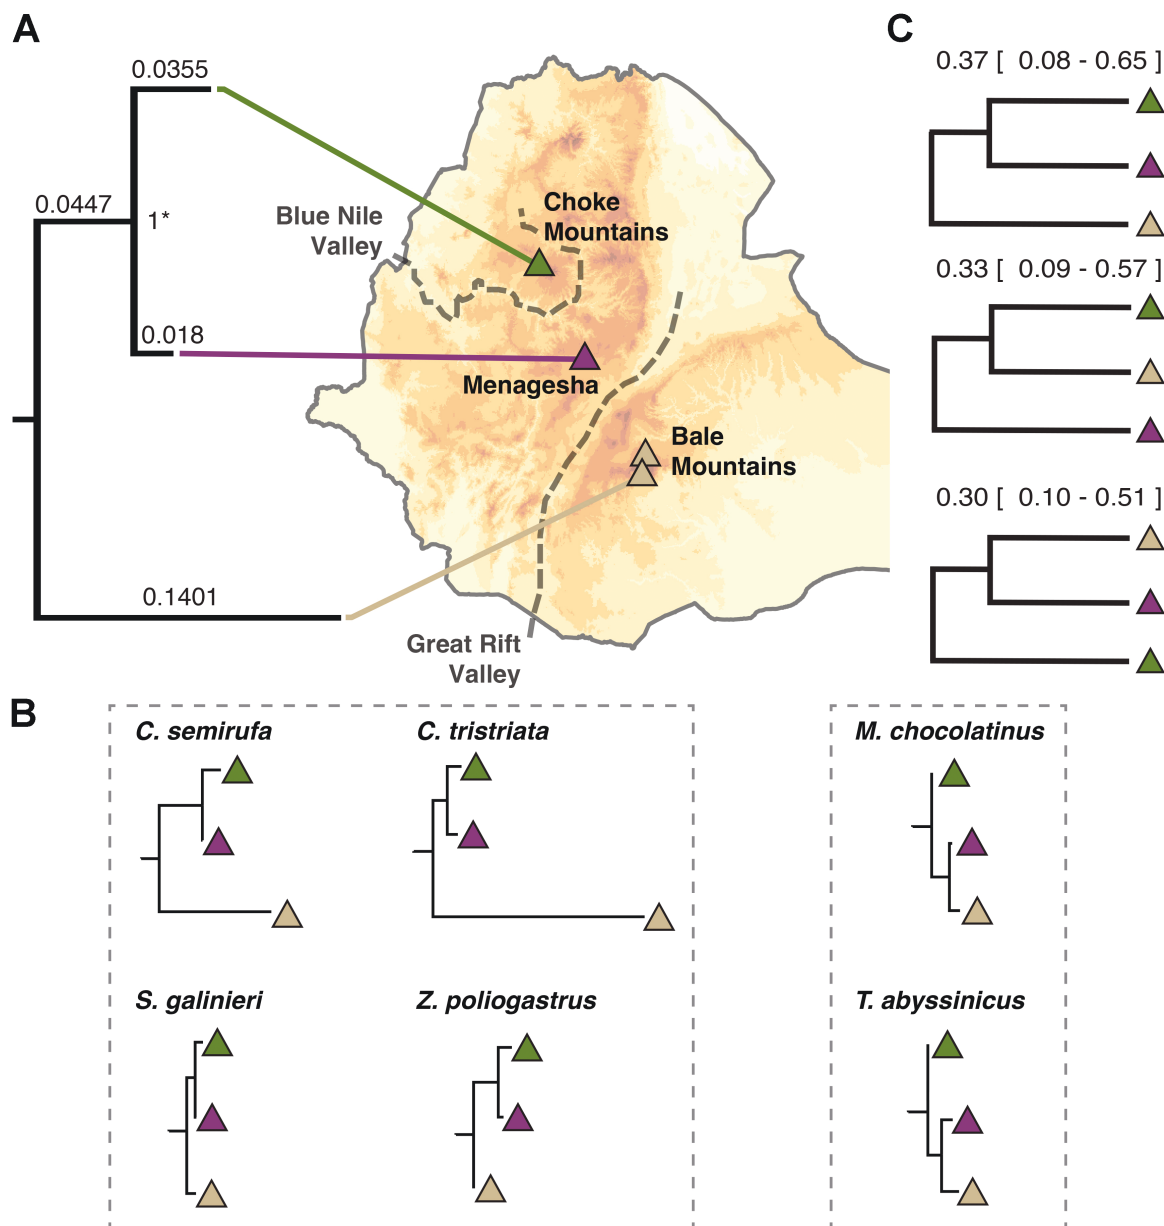 A
0.0355
0.0447
1*
0.018
0.1401
Blue Nile
Valley
Choke
Mountains
Menagesha
Bale
Mountains
Great Rift
Valley
C
0.37 [ 0.08 - 0.65 ]
0.33 [ 0.09 - 0.57 ]
0.30 [ 0.10 - 0.51 ]
B
C. semirufa
C. tristriata
M. chocolatinus
S. galinieri
Z. poliogastrus
T. abyssinicus